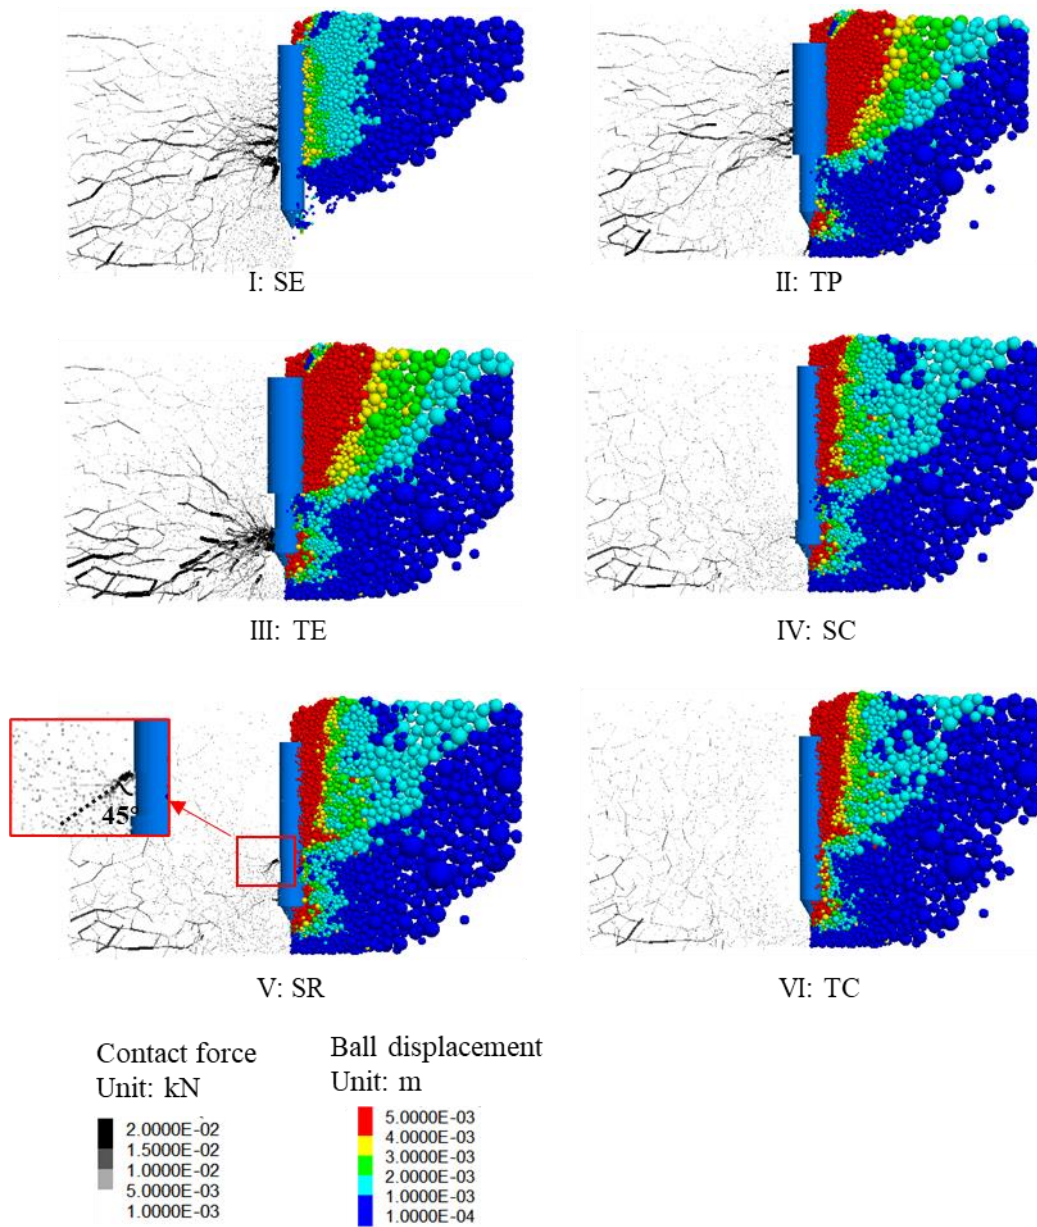 I: SE
II: TP
III: TE
IV: SC
45°
V: SR
VI: TC
Contact force
Unit: kN
2.0000E-02
1.5000E-02
1.0000E-02
5.0000E-03
1.0000E-03
Ball displacement
Unit: m
5.0000E-03
4.0000E-03
3.0000E-03
2.0000E-03
1.0000E-03
1.0000E-04